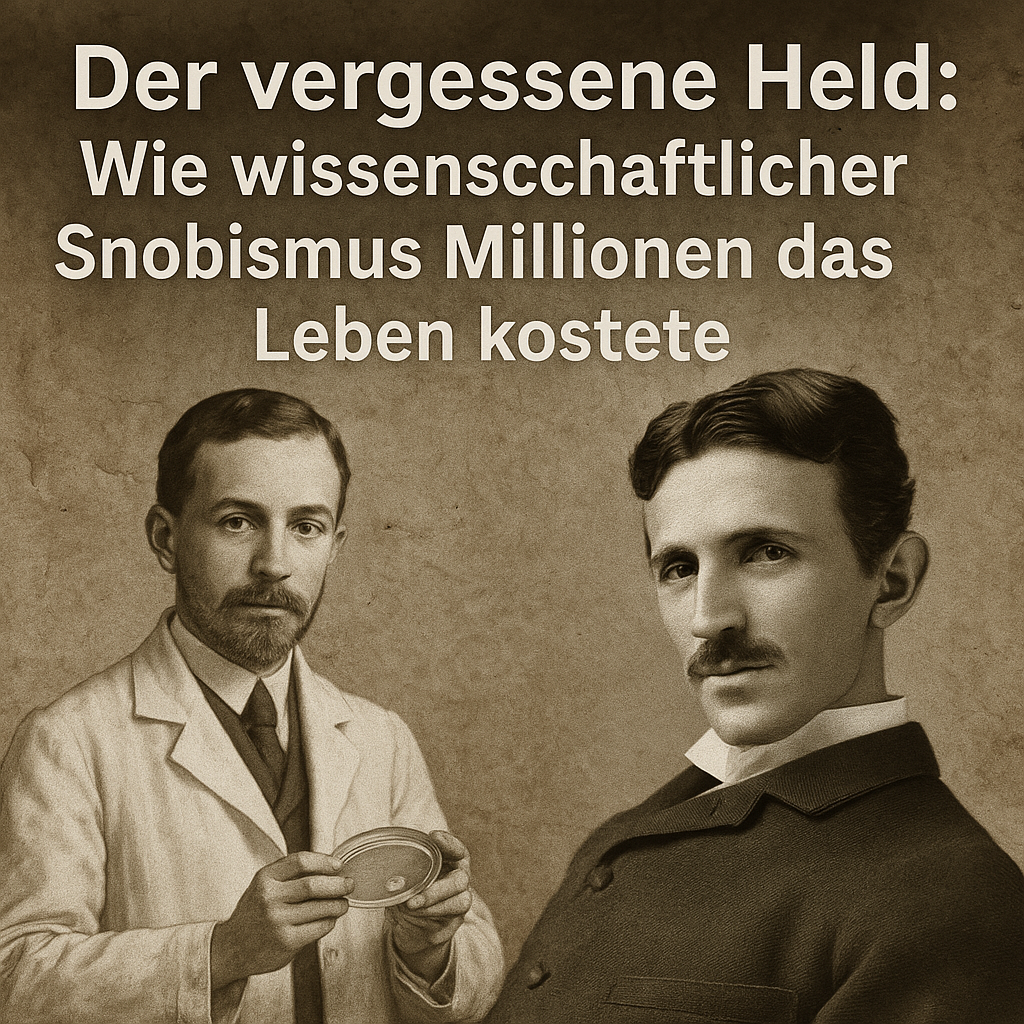 Der vergessene Held:
Wie wissenscchaftlicher
Snobismus Millionen das
Leben kostete